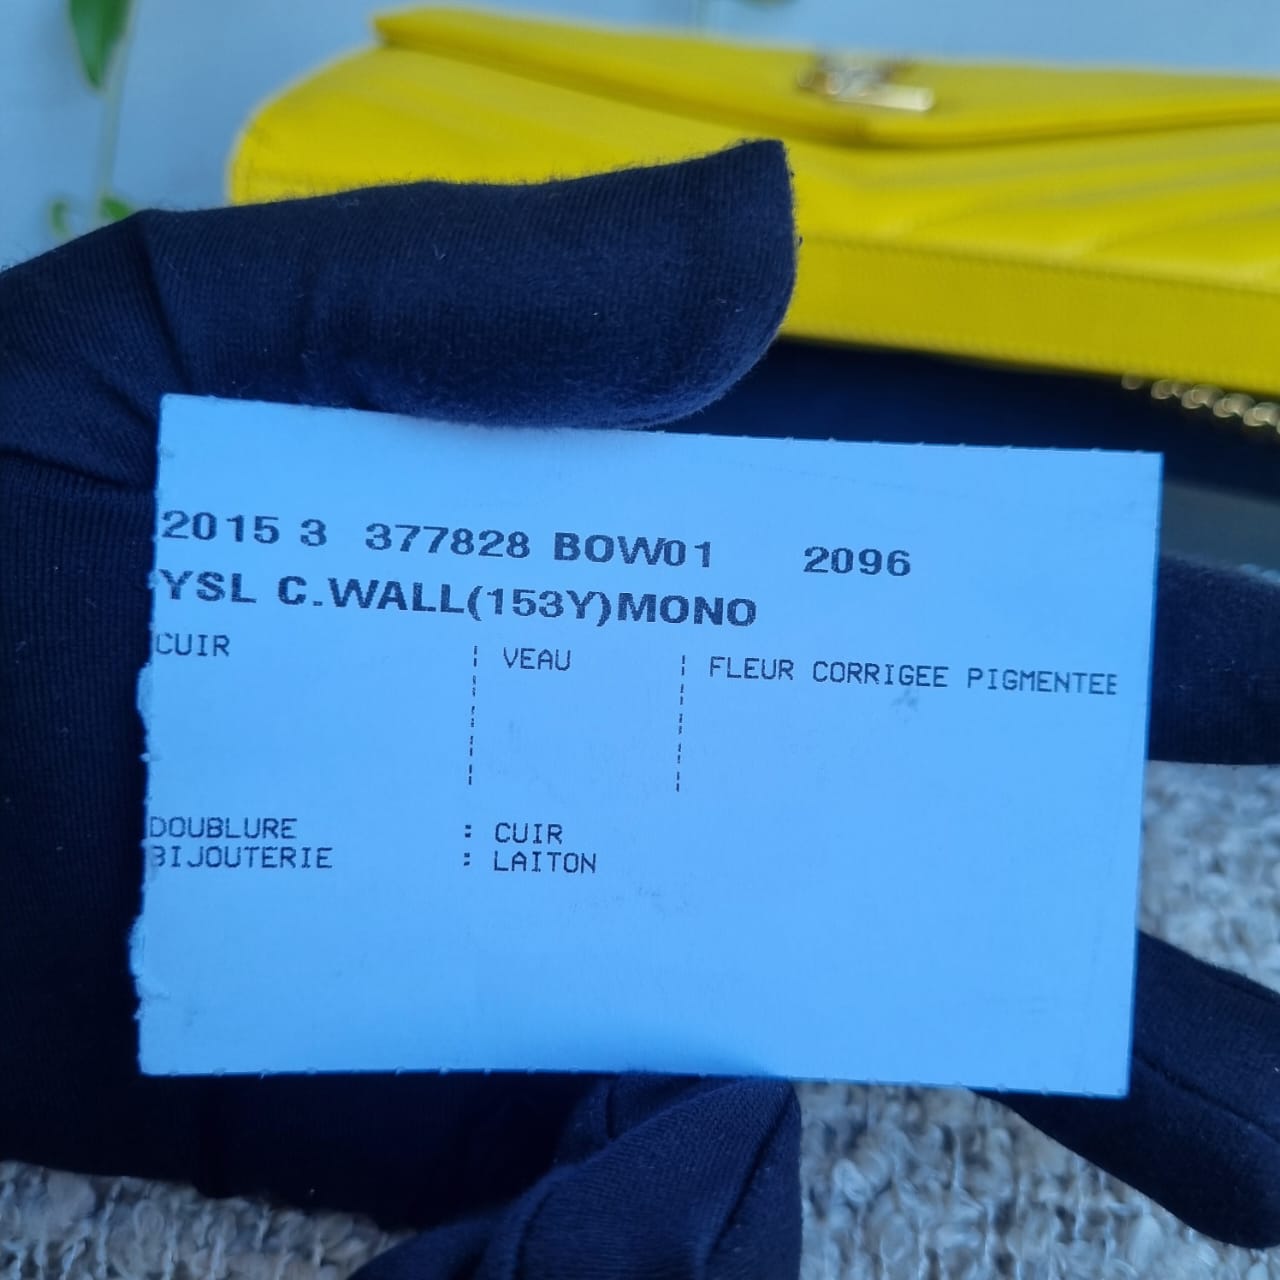 2015 3 377828 BOW01 2096
YSL C.WALL(153Y)MONO
CUIR ¦ VEAU ¦ FLEUR CORRIGEE PIGMENTEE
DOUBLURE : CUIR
BIJOUTERIE : LAITON